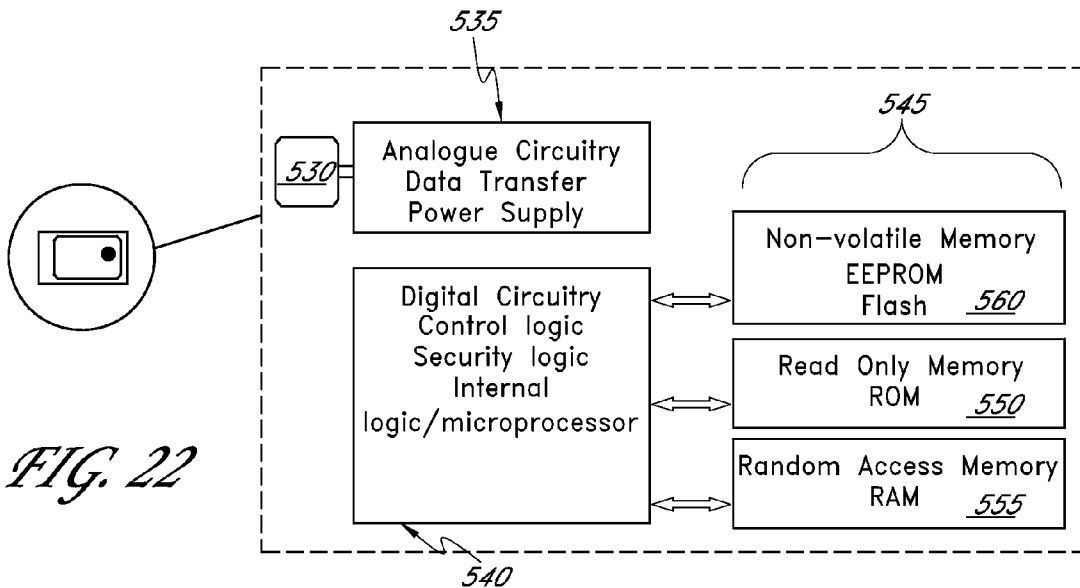 535
545
530
Analogue Circuitry
Data Transfer
Power Supply
Non-volatile Memory
EEPROM
Flash 560
Digital Circuitry
Control logic
Security logic
Internal
logic/microprocessor
Read Only Memory
ROM 550
Random Access Memory
RAM 555
FIG. 22
540